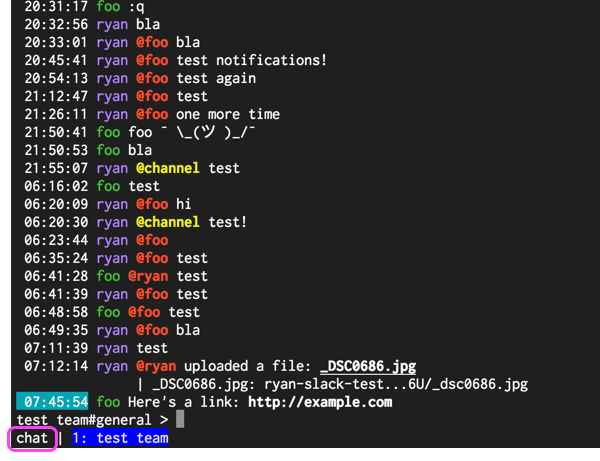 20:31:17 foo :q
20:32:56 ryan bla
20:33:01 ryan @foo bla
20:45:41 ryan @foo test notifications!
20:54:13 ryan @foo test again
21:12:47 ryan @foo test
21:26:11 ryan @foo one more time
21:50:41 foo foo ¯ \_(ツ )_/¯
21:50:53 foo bla
21:55:07 ryan @channel test
06:16:02 foo test
06:20:09 ryan @foo hi
06:20:30 ryan @channel test!
06:23:44 ryan @foo
06:35:24 ryan @foo test
06:41:28 foo @ryan test
06:41:39 ryan @foo test
06:48:58 foo @foo test
06:49:35 ryan @foo bla
07:11:39 ryan test
07:12:14 ryan @ryan uploaded a file: _DSC0686.jpg
| _DSC0686.jpg: ryan-slack-test...6U/_dsc0686.jpg
07:45:54 foo Here's a link: http://example.com
test team#general >
chat | 1: test team